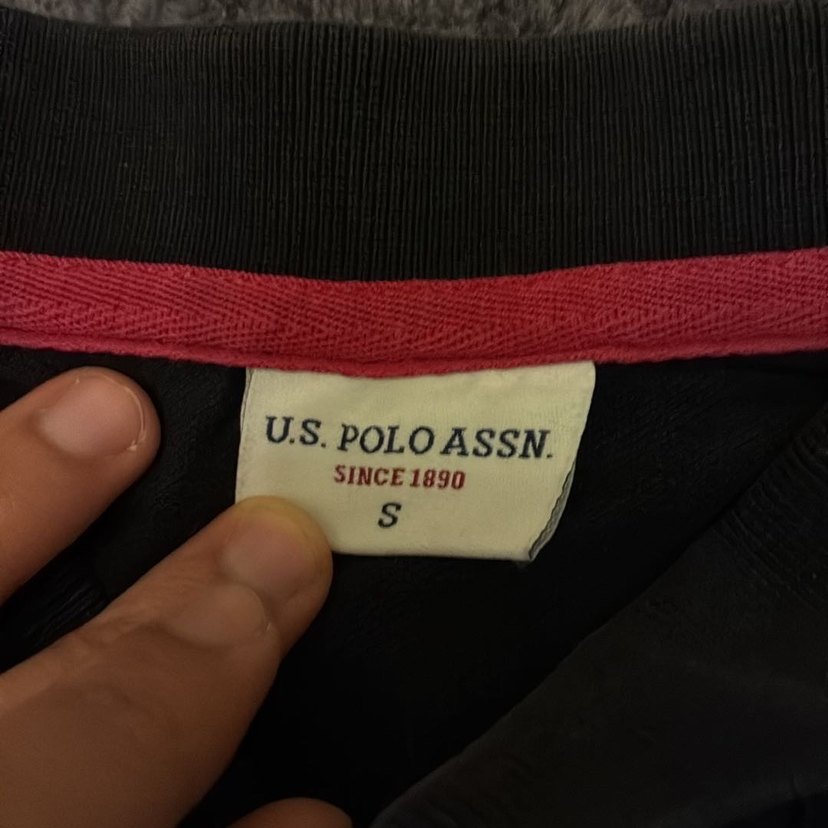 U.S. POLO ASSN.
SINCE 1890
S